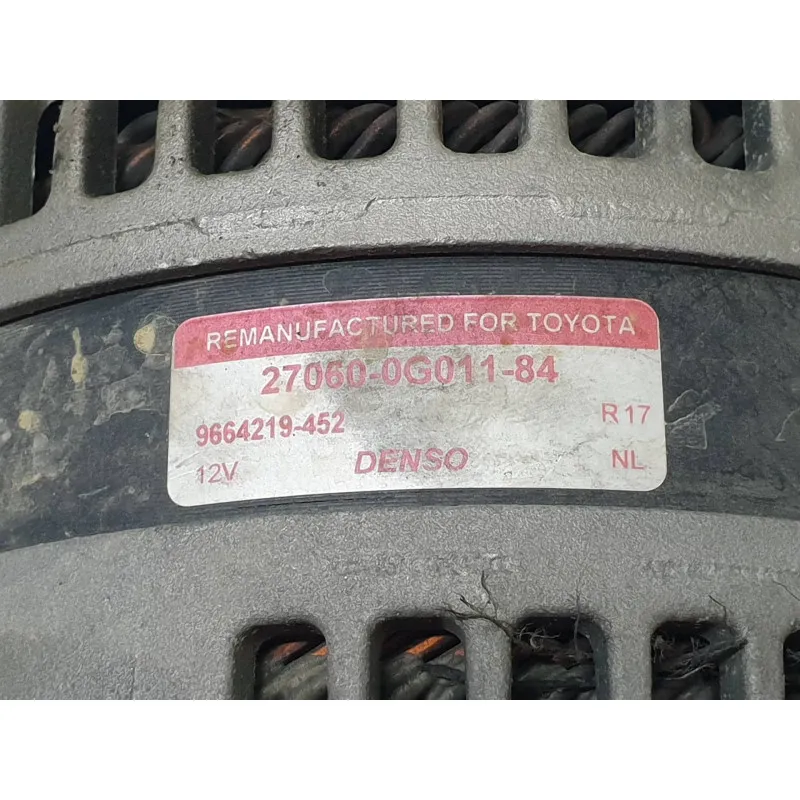 REMANUFACTURED FOR TOYOTA
27060-0G011-84
9664219-452 R17
12V DENSO NL